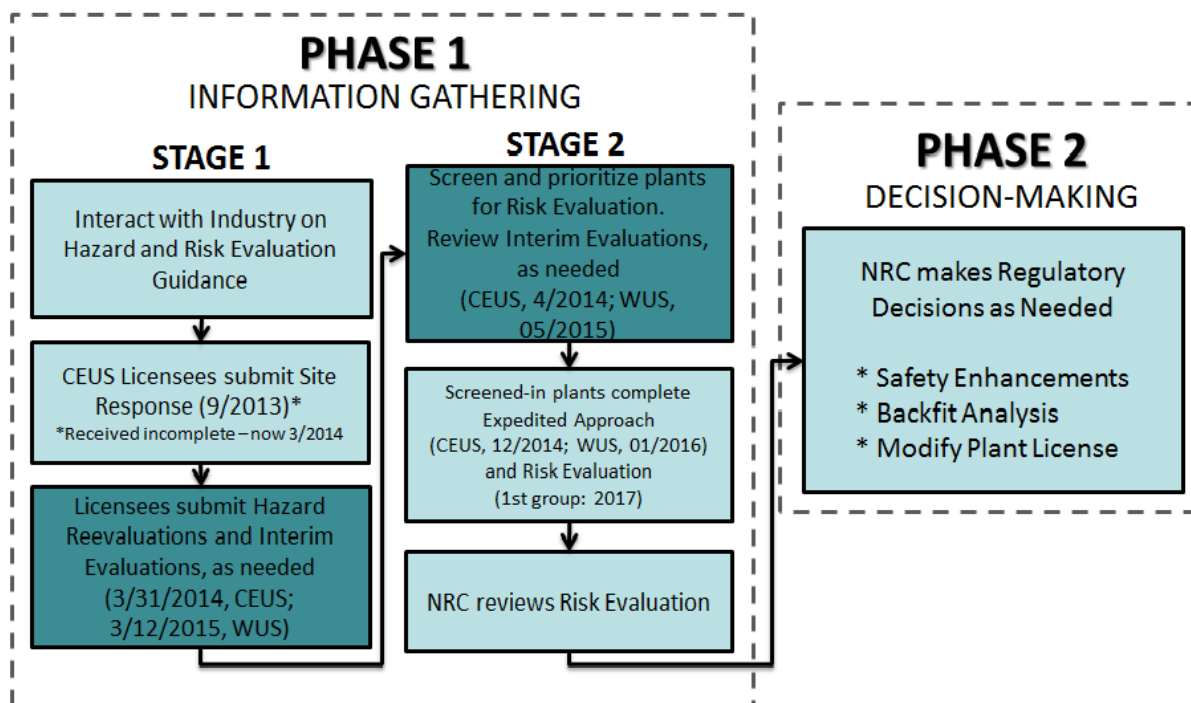 PHASE 1
INFORMATION GATHERING
STAGE 1
Interact with Industry on
Hazard and Risk Evaluation
Guidance
CEUS Licensees submit Site
Response (9/2013)*
*Received incomplete – now 3/2014
Licensees submit Hazard
Reevaluations and Interim
Evaluations, as needed
(3/31/2014, CEUS;
3/12/2015, WUS)
STAGE 2
Screen and prioritize plants
for Risk Evaluation.
Review Interim Evaluations,
as needed
(CEUS, 4/2014; WUS,
05/2015)
Screened-in plants complete
Expedited Approach
(CEUS, 12/2014; WUS, 01/2016)
and Risk Evaluation
(1st group: 2017)
NRC reviews Risk Evaluation
PHASE 2
DECISION-MAKING
NRC makes Regulatory
Decisions as Needed
* Safety Enhancements
* Backfit Analysis
* Modify Plant License